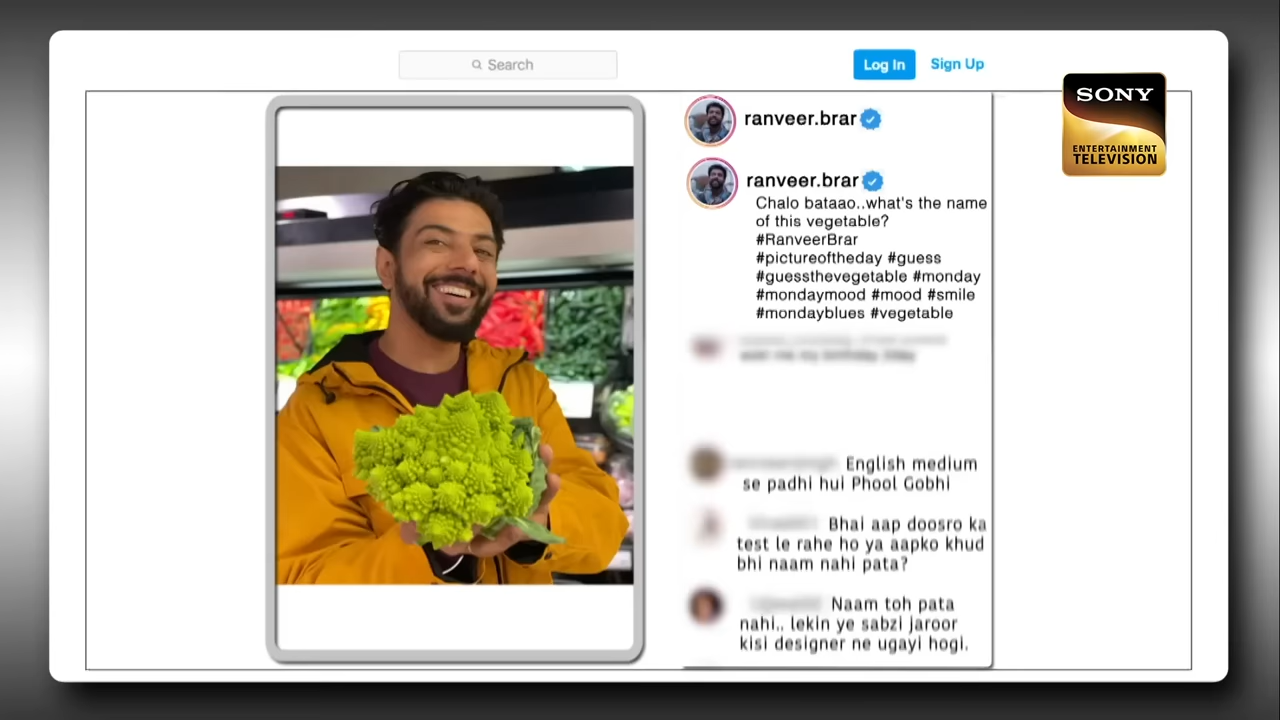 Search
Log In
Sign Up
SONY
ENTERTAINMENT
TELEVISION
ranveer.brar
ranveer.brar
Chalo bataao..what's the name
of this vegetable?
#RanveerBrar
#pictureoftheday #guess
#guessthevegetable #monday
#mondaymood #mood #smile
#mondayblues #vegetable
English medium
se padhi hui Phool Gobhi
Bhai aap doosro ka
test le rahe ho ya aapko khud
bhi naam nahi pata?
Naam toh pata
nahi.. lekin ye sabzi jaroor
kisi designer ne ugayi hogi.